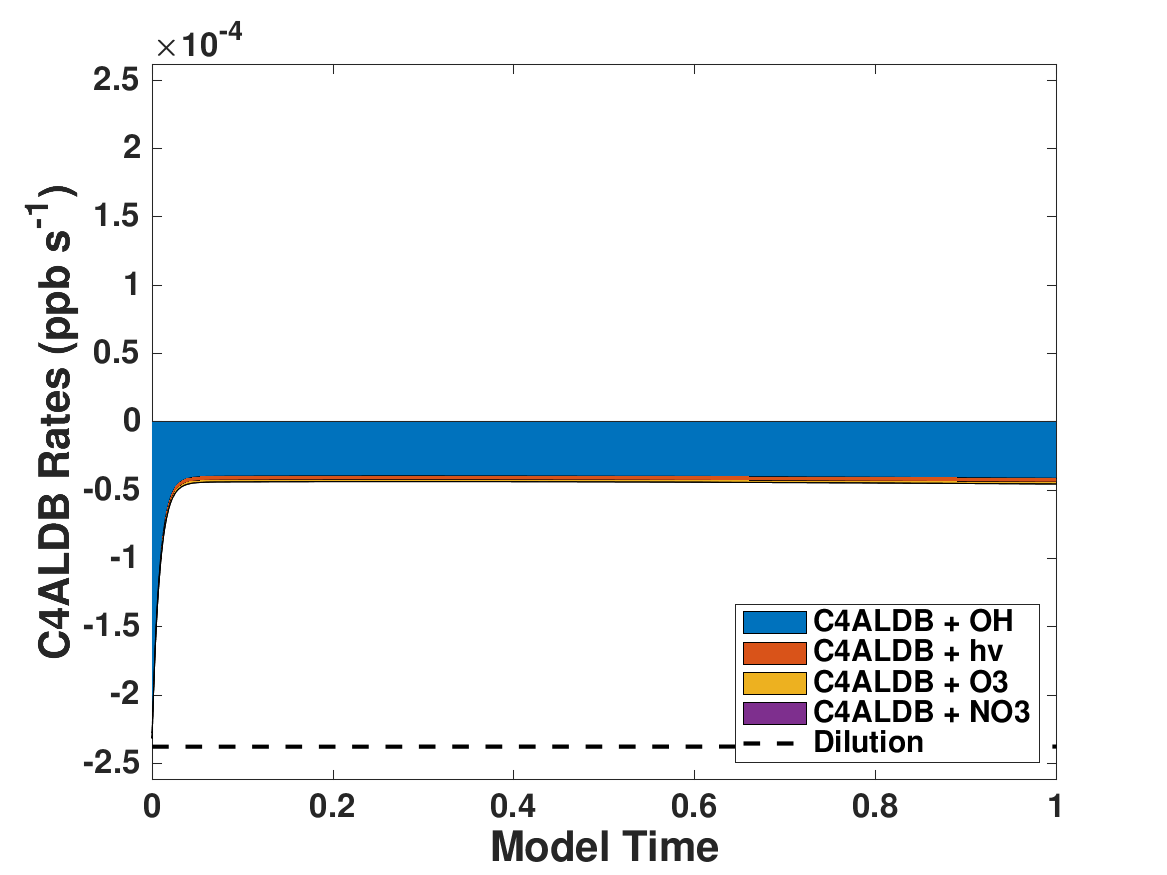 ×10-4
2.5
2
1.5
1
0.5
0
-0.5
-1
-1.5
-2
-2.5
C4ALDB Rates (ppb s-1)
C4ALDB + OH
C4ALDB + hv
C4ALDB + O3
C4ALDB + NO3
Dilution
0 0.2 0.4 0.6 0.8 1
Model Time